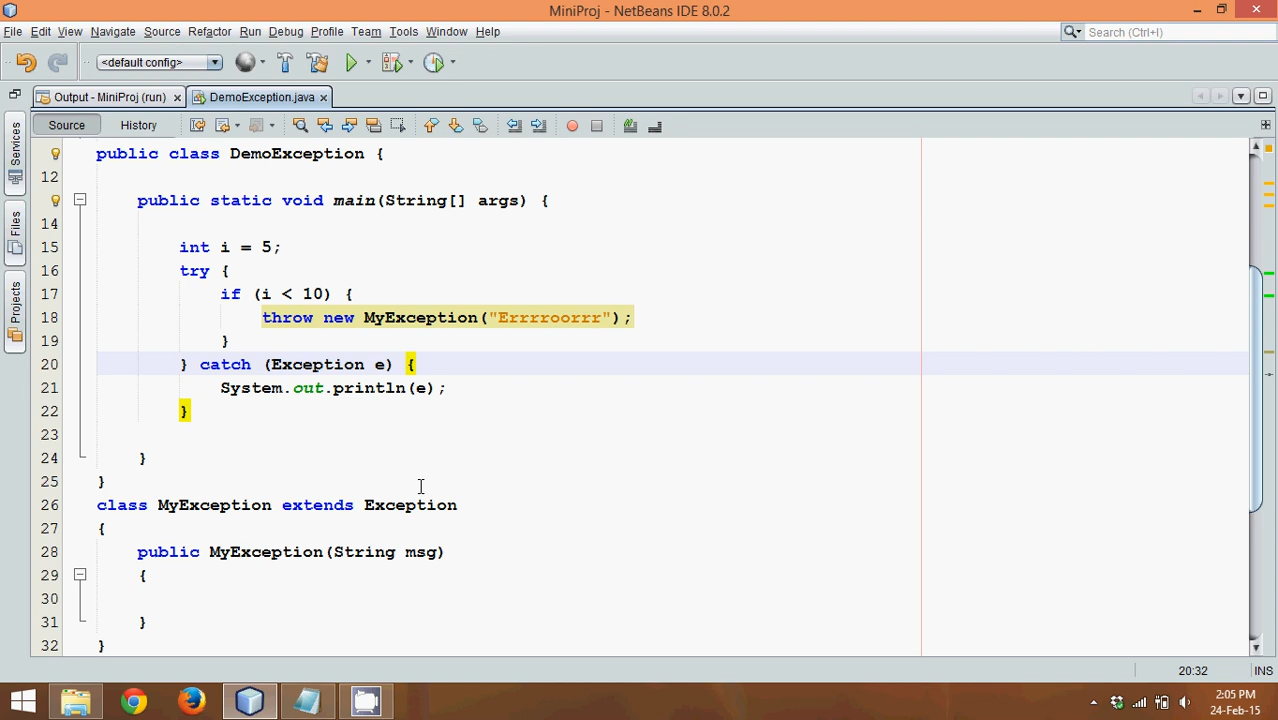 MiniProj - NetBeans IDE 8.0.2
File Edit View Navigate Source Refactor Run Debug Profile Team Tools Window Help
Search (Ctrl+I)
<default config>
Output - MiniProj (run) DemoException.java
Source History
Services
Files
Projects
public class DemoException {
12
public static void main(String[] args) {
14
15 int i = 5;
16 try {
17 if (i < 10) {
18 throw new MyException("Errrroorrr");
19 }
20 } catch (Exception e) {
21 System.out.println(e);
22 }
23
24 }
25 }
26 class MyException extends Exception
27 {
28 public MyException(String msg)
29 {
30
31 }
32 }
20:32 INS
2:05 PM
24-Feb-15